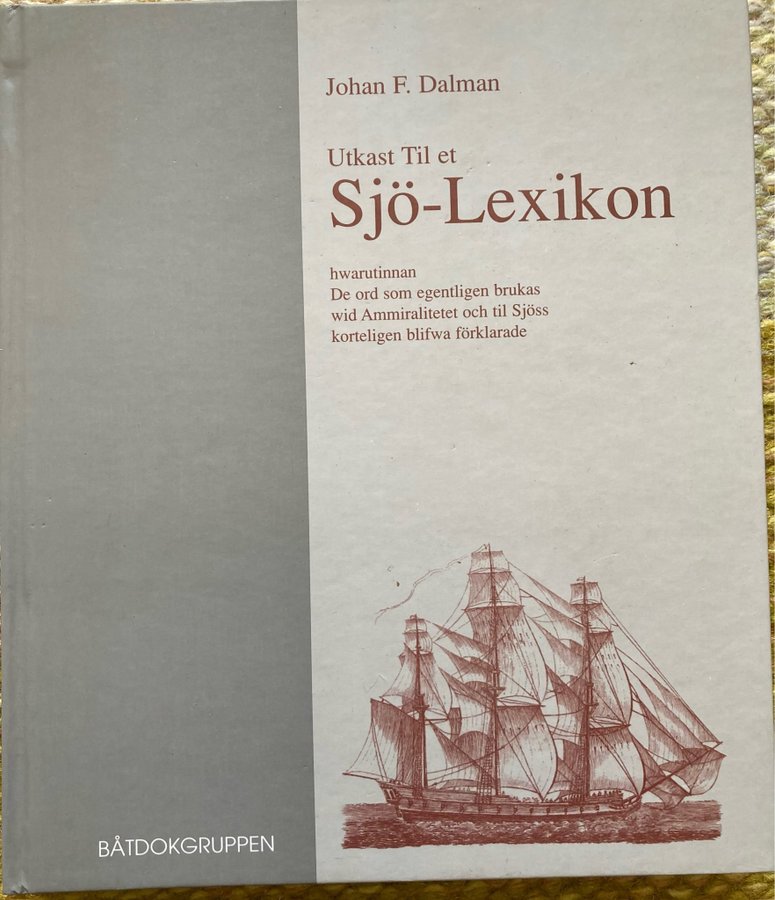 Johan F. Dalman
Utkast Til et
Sjö-Lexikon
hwarutinnan
De ord som egentligen brukas
wid Ammiralitetet och til Sjöss
korteligen blifwa förklarade
BÅTDOKGRUPPEN